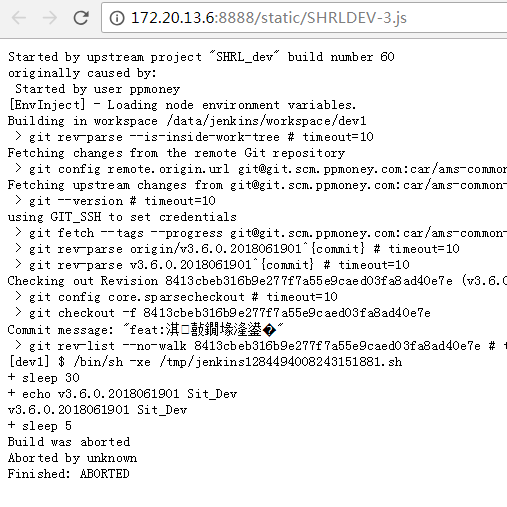 172.20.13.6:8888/static/SHRLDEV-3.js
Started by upstream project "SHRL_dev" build number 60
originally caused by:
Started by user ppmoney
[EnvInject] - Loading node environment variables.
Building in workspace /data/jenkins/workspace/dev1
> git rev-parse --is-inside-work-tree # timeout=10
Fetching changes from the remote Git repository
> git config remote.origin.url git@git.scm.ppmoney.com:car/ams-common
Fetching upstream changes from git@git.scm.ppmoney.com:car/ams-common-
> git --version # timeout=10
using GIT_SSH to set credentials
> git fetch --tags --progress git@git.scm.ppmoney.com:car/ams-common-
> git rev-parse origin/v3.6.0.2018061901^{commit} # timeout=10
> git rev-parse v3.6.0.2018061901^{commit} # timeout=10
Checking out Revision 8413cbeb316b9e277f7a55e9caed03fa8ad40e7e (v3.6.0
> git config core.sparsecheckout # timeout=10
> git checkout -f 8413cbeb316b9e277f7a55e9caed03fa8ad40e7e
Commit message: "feat:淇
> git rev-list --no-walk 8413cbeb316b9e277f7a55e9caed03fa8ad40e7e # t
[dev1] $ /bin/sh -xe /tmp/jenkins1284494008243151881.sh
+ sleep 30
+ echo v3.6.0.2018061901 Sit_Dev
v3.6.0.2018061901 Sit_Dev
+ sleep 5
Build was aborted
Aborted by unknown
Finished: ABORTED